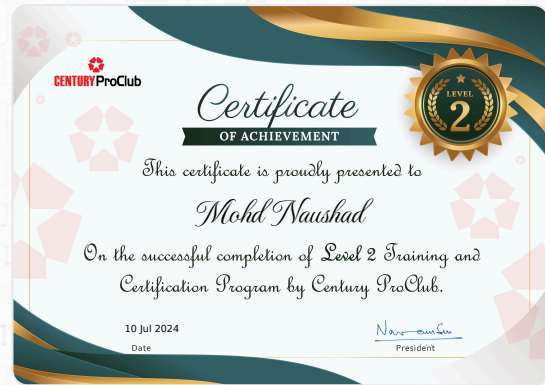 CENTURY ProClub
Certificate
OF ACHIEVEMENT
LEVEL
2
This certificate is proudly presented to
Mohd Naushad
On the successful completion of Level 2 Training and
Certification Program by Century ProClub.
10 Jul 2024
Date
President